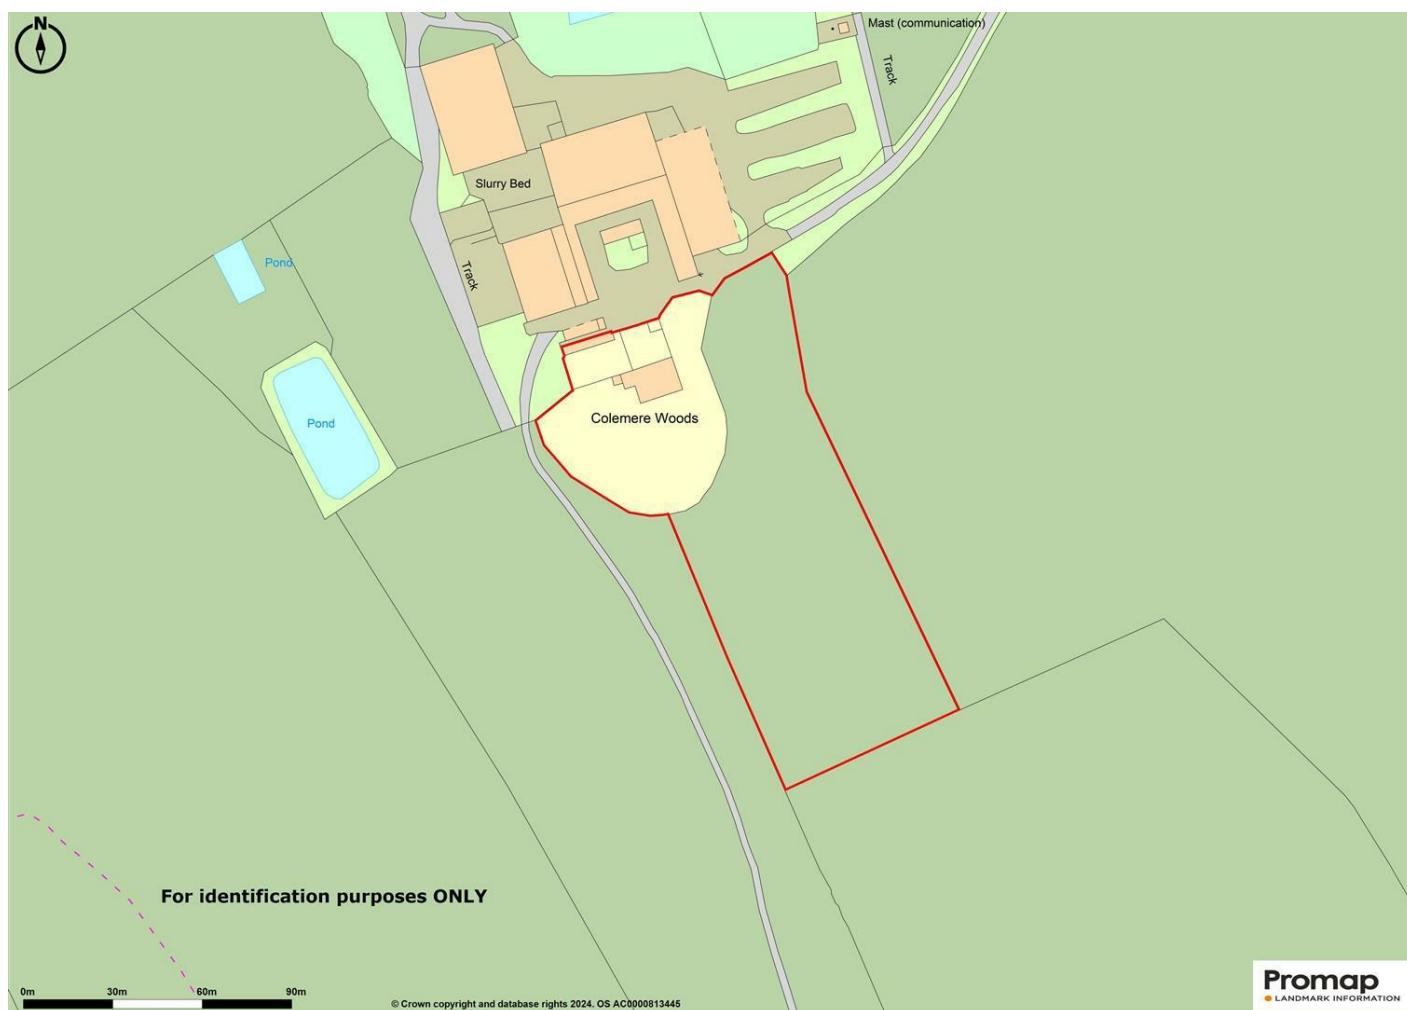 N
Mast (communication)
Track
Slurry Bed
Pond
Track
Pond
Colemere Woods
For identification purposes ONLY
0m 30m 60m 90m
© Crown copyright and database rights 2024. OS AC0000813445
Promap
LANDMARK INFORMATION